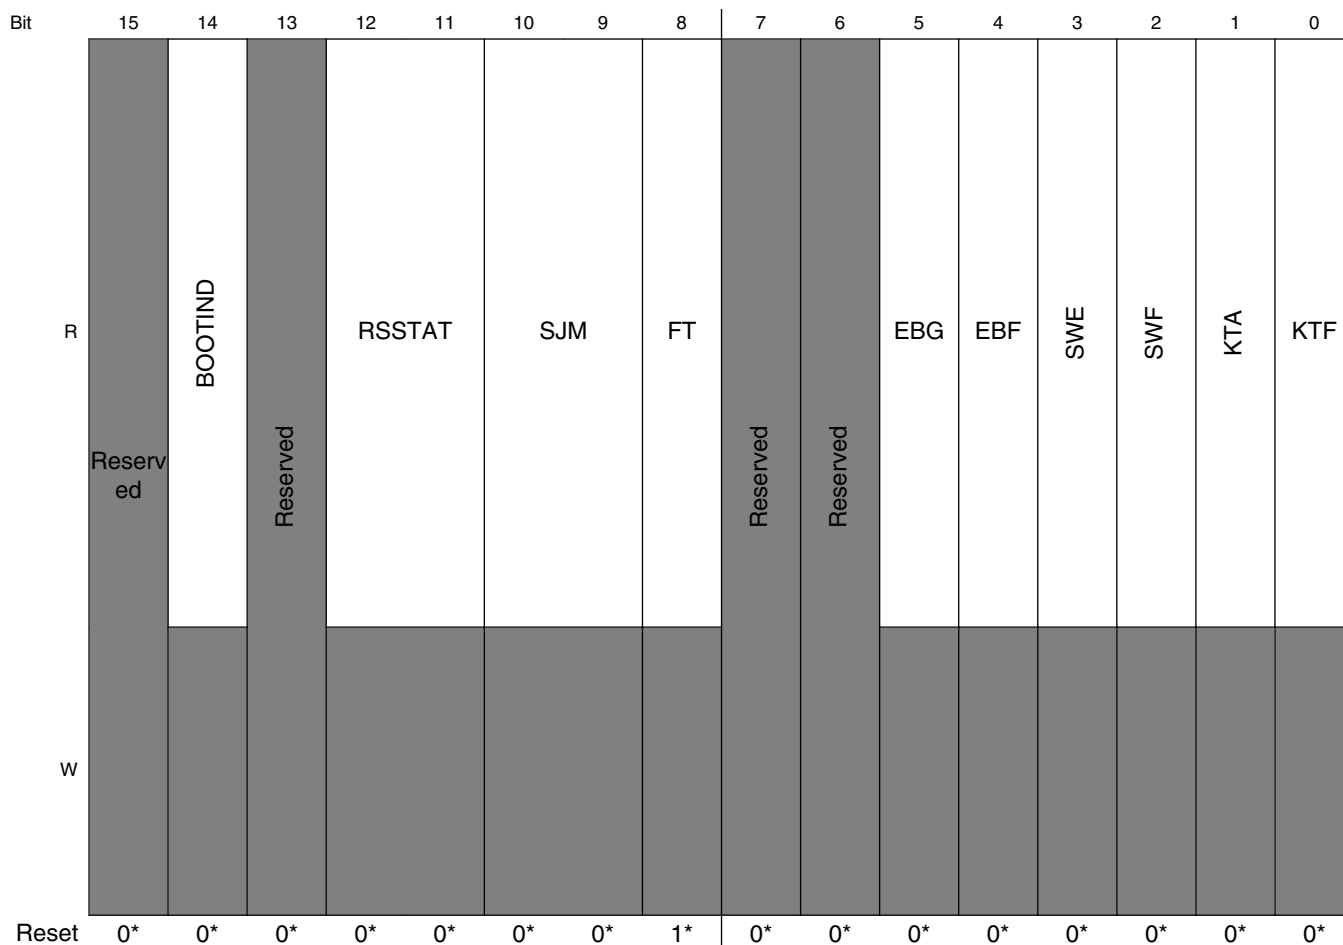 Bit 15 14 13 12 11 10 9 8 7 6 5 4 3 2 1 0
R BOOTIND RSSTAT SJM FT EBG EBF SWE SWF KTA KTF
Reserv
ed
Reserved
Reserved
Reserved
W
Reset 0* 0* 0* 0* 0* 0* 0* 1* 0* 0* 0* 0* 0* 0* 0* 0*